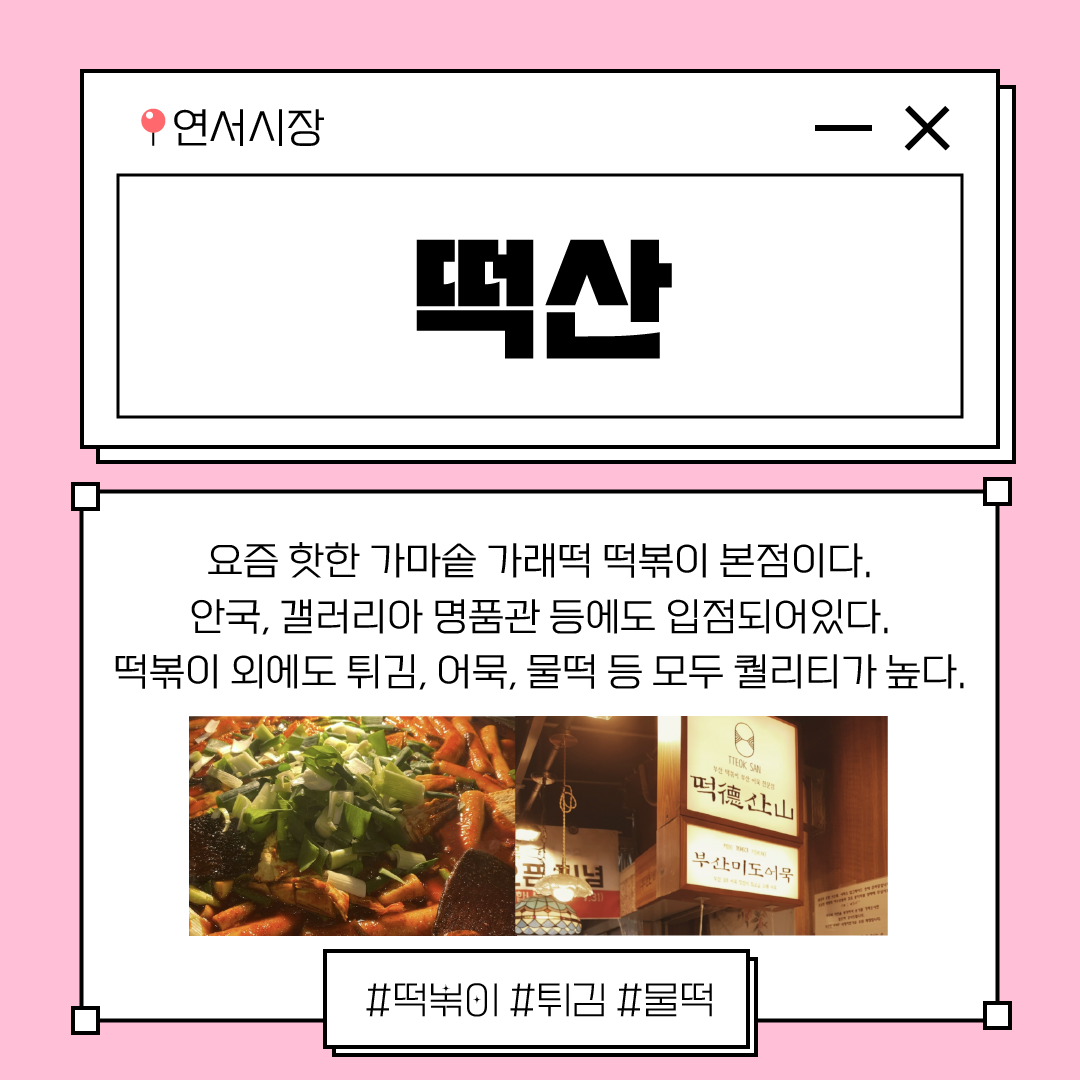 연서시장
떡산
요즘 핫한 가마솥 가래떡 떡볶이 본점이다.
안국, 갤러리아 명품관 등에도 입점되어있다.
떡볶이 외에도 튀김, 어묵, 물떡 등 모두 퀄리티가 높다.
TTEOK SAN
떡德산山
부산미도어묵
#떡볶이 #튀김 #물떡